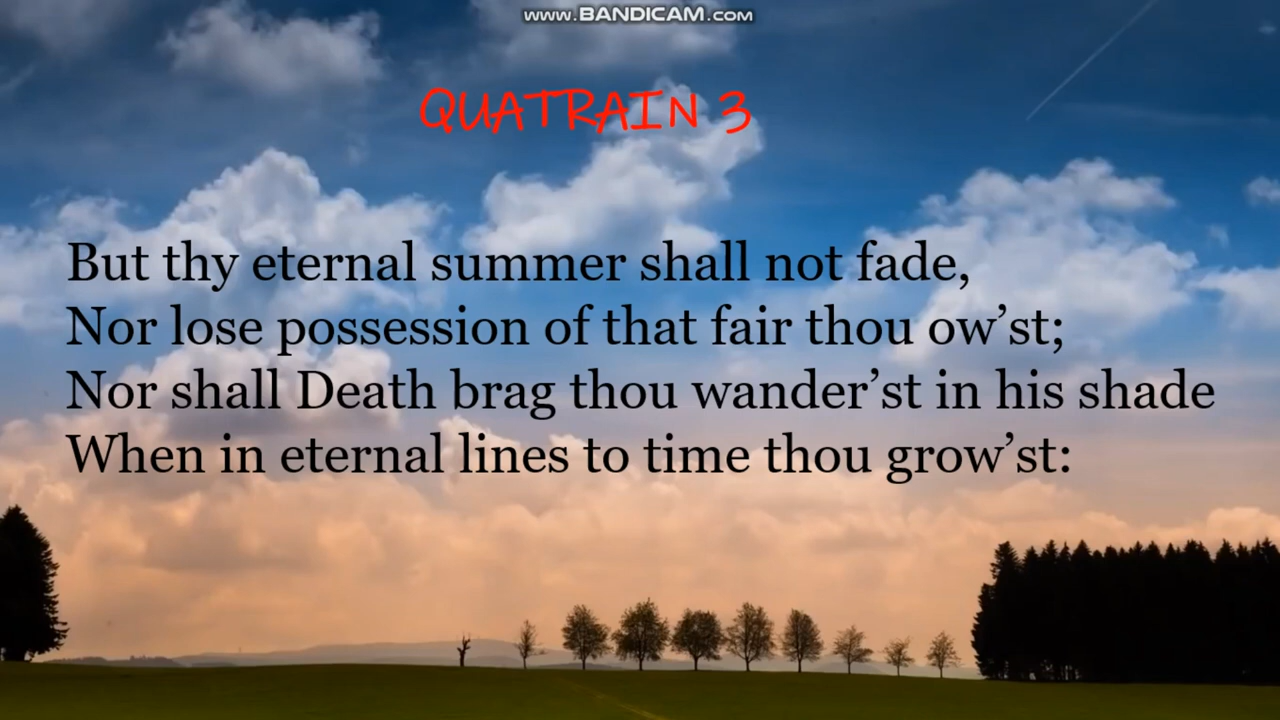 www.BANDICAM.com
QUATRAIN 3
But thy eternal summer shall not fade,
Nor lose possession of that fair thou ow’st;
Nor shall Death brag thou wander’st in his shade
When in eternal lines to time thou grow’st: